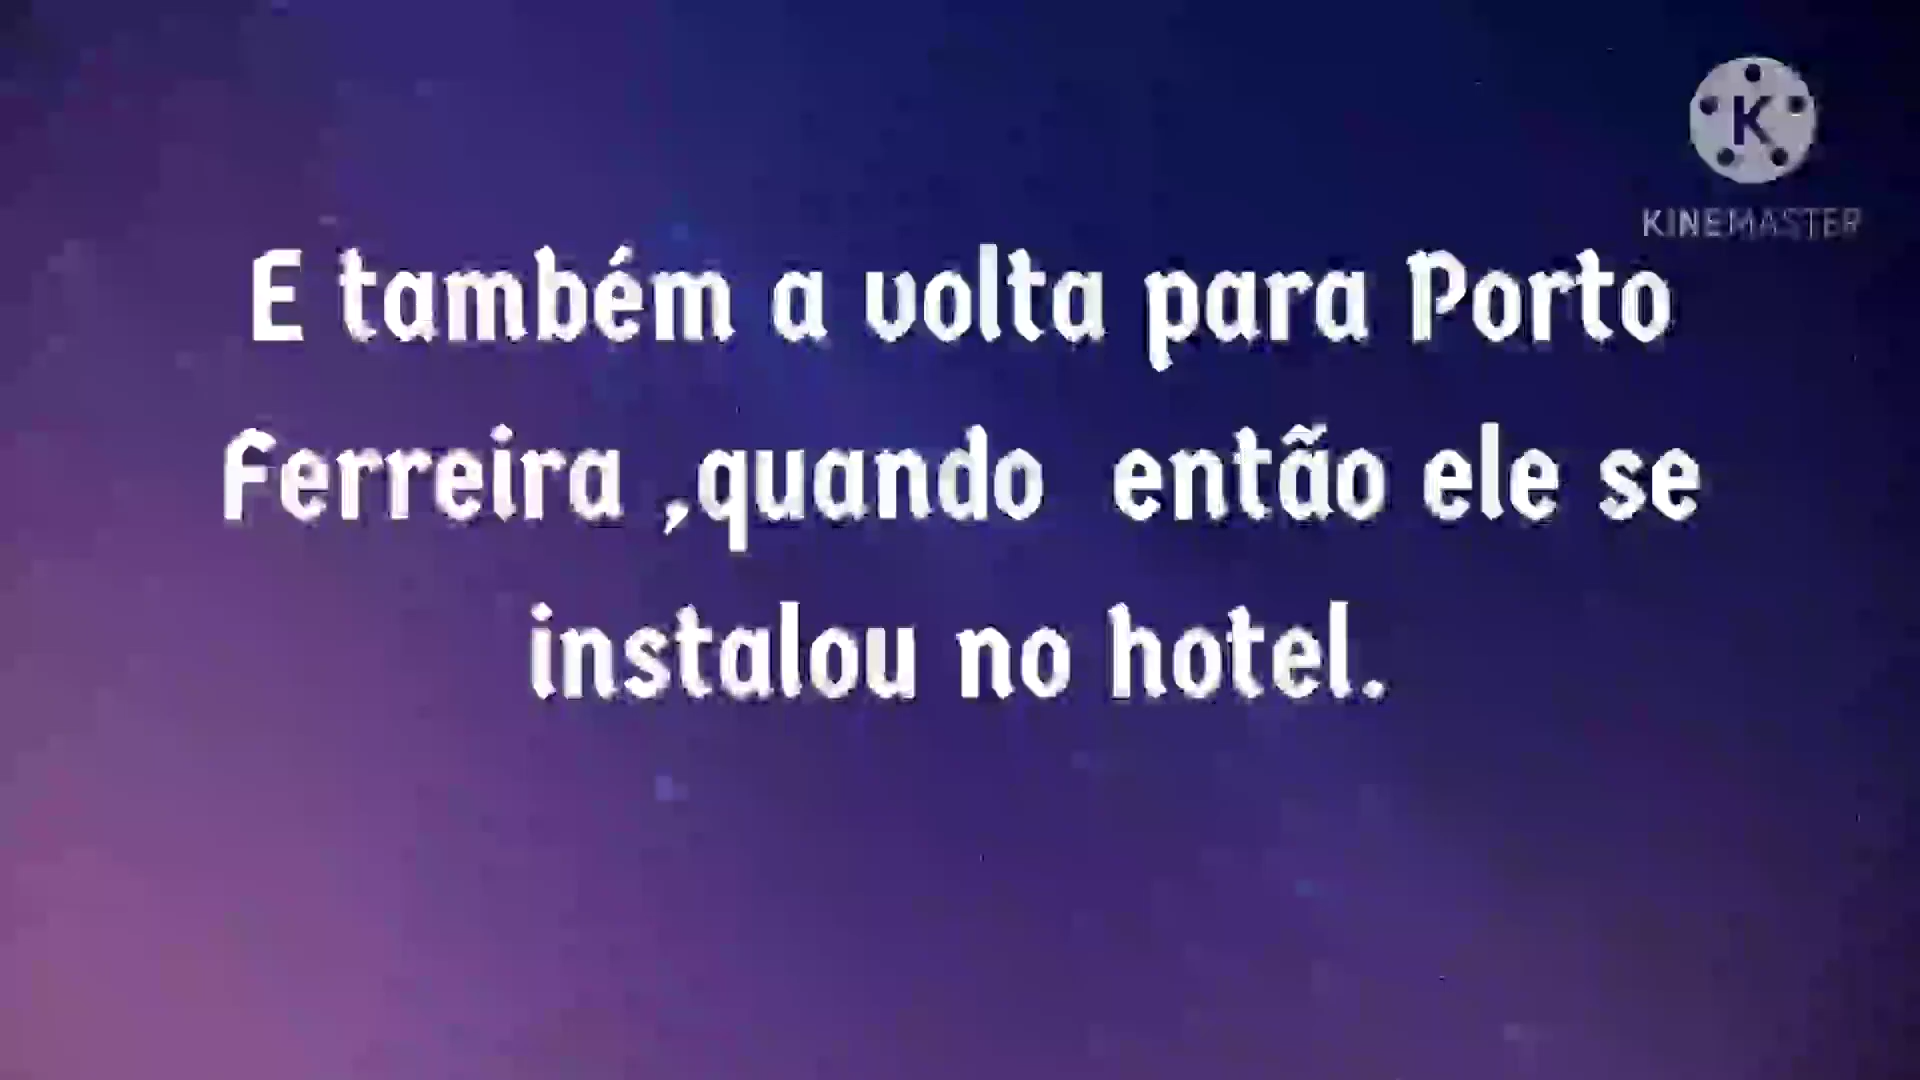 K
KINEMASTER
E também a volta para Porto
Ferreira ,quando  então ele se
instalou no hotel.